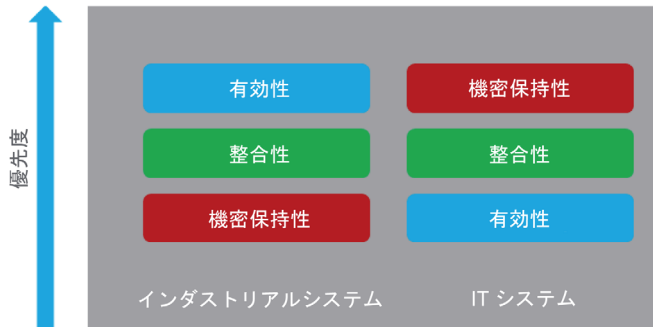 優先度
有効性
機密保持性
整合性
整合性
機密保持性
有効性
インダストリアルシステム
IT システム